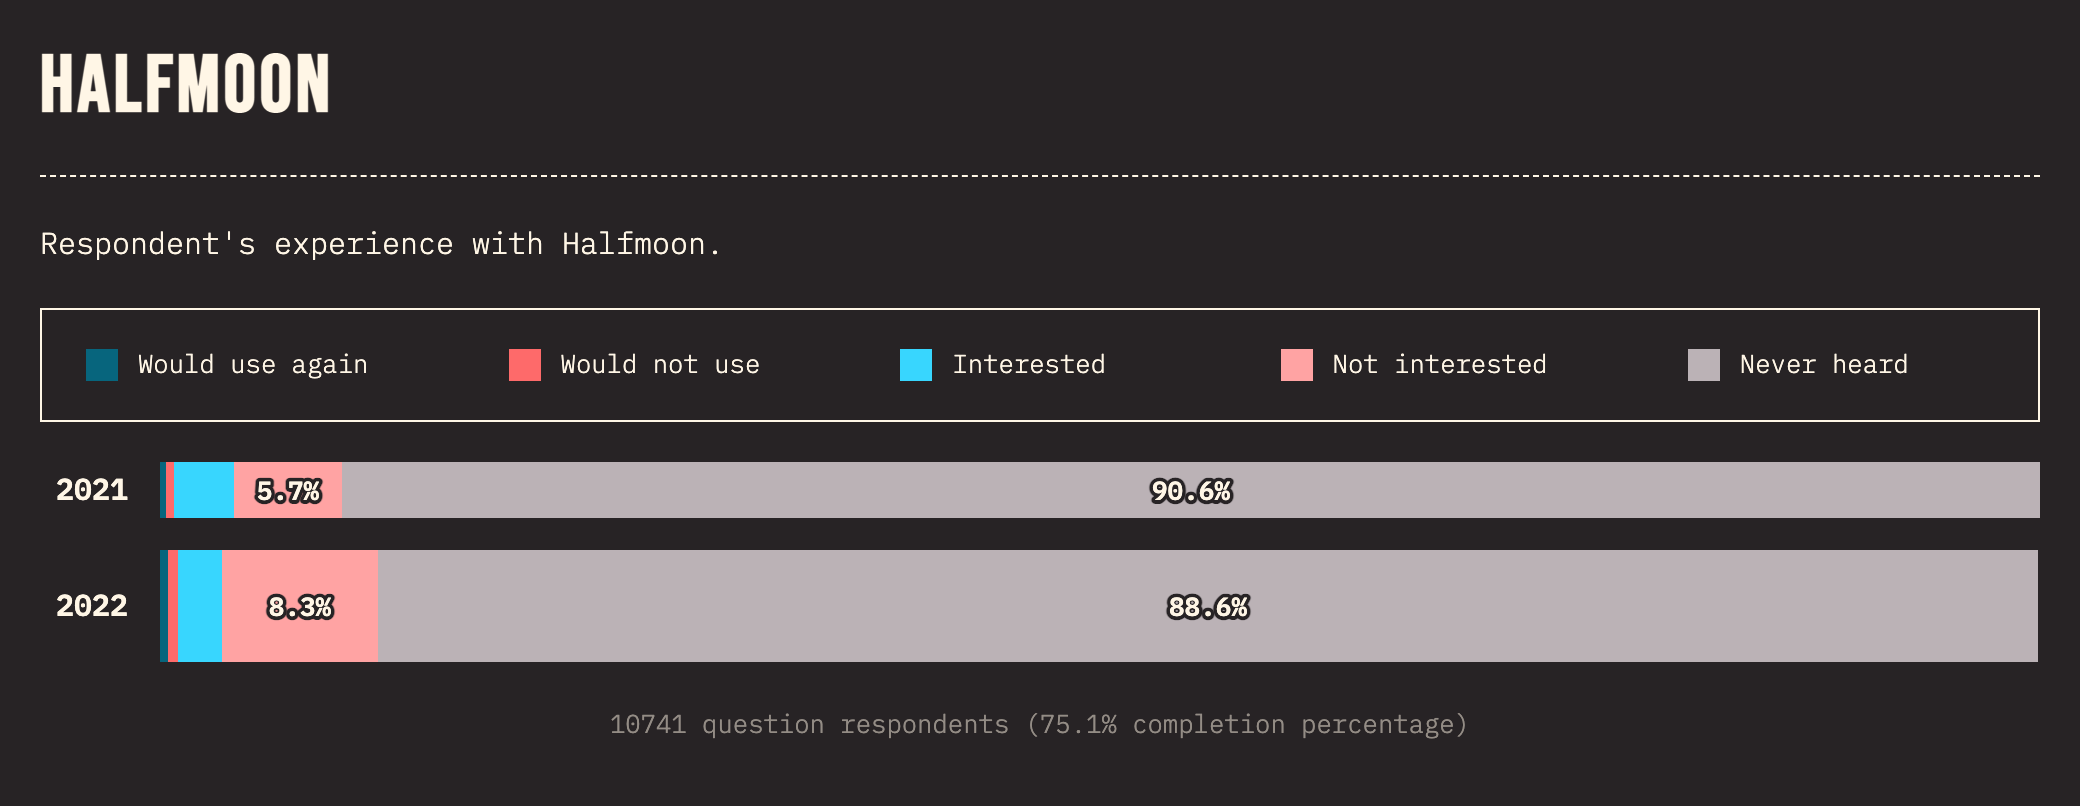 HALFMOON
Respondent's experience with Halfmoon.
Would use again Would not use Interested Not interested Never heard
2021 5.7% 90.6%
2022 8.3% 88.6%
10741 question respondents (75.1% completion percentage)